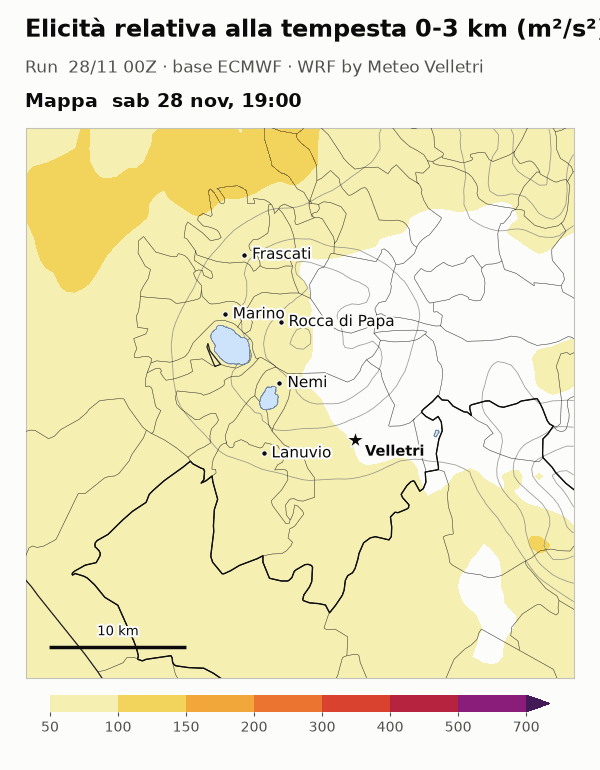 Elicità relativa alla tempesta 0-3 km (m²/s²)
Run  28/11 00Z · base ECMWF · WRF by Meteo Velletri
Mappa  sab 28 nov, 19:00
Frascati
Marino
Rocca di Papa
Nemi
Velletri
Lanuvio
10 km
50 100 150 200 300 400 500 700